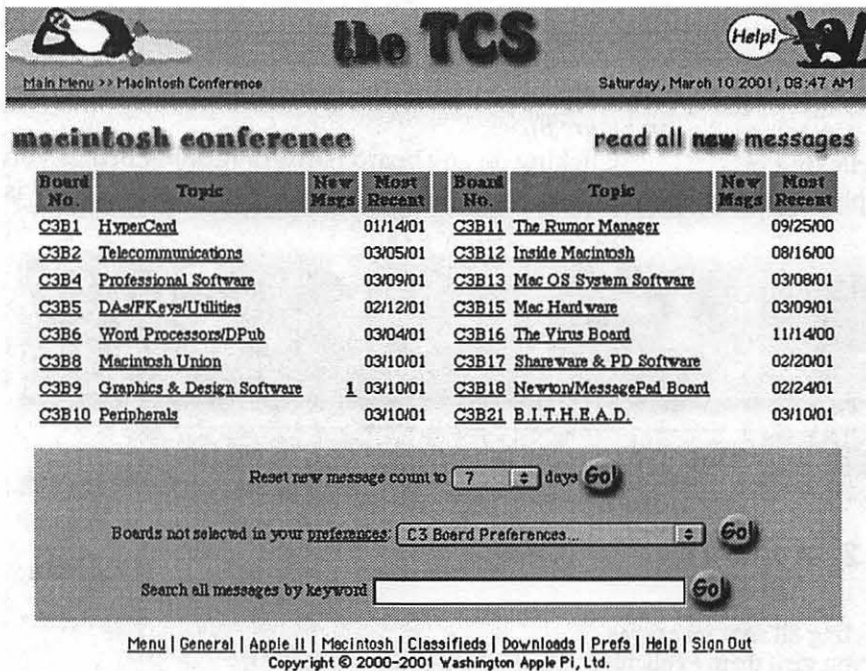 the TCS
Help!
Main Menu >> Macintosh Conference
Saturday, March 10 2001, 08:47 AM
macintosh conference
read all new messages
Board No. Topic New Msgs Most Recent Board No. Topic New Msgs Most Recent
C3B1 HyperCard 01/14/01 C3B11 The Rumor Manager 09/25/00
C3B2 Telecommunications 03/05/01 C3B12 Inside Macintosh 08/16/00
C3B4 Professional Software 03/09/01 C3B13 Mac OS System Software 03/08/01
C3B5 DAs/FKeys/Utilities 02/12/01 C3B15 Mac Hardware 03/09/01
C3B6 Word Processors/DPub 03/04/01 C3B16 The Virus Board 11/14/00
C3B8 Macintosh Union 03/10/01 C3B17 Shareware & PD Software 02/20/01
C3B9 Graphics & Design Software 1 03/10/01 C3B18 Newton/MessagePad Board 02/24/01
C3B10 Peripherals 03/10/01 C3B21 B.I.T.H.E.A.D. 03/10/01
Reset new message count to 7 days Go!
Boards not selected in your preferences: C3 Board Preferences... Go!
Search all messages by keyword Go!
Menu | General | Apple II | Macintosh | Classifieds | Downloads | Prefs | Help | Sign Out
Copyright © 2000-2001 Washington Apple Pi, Ltd.